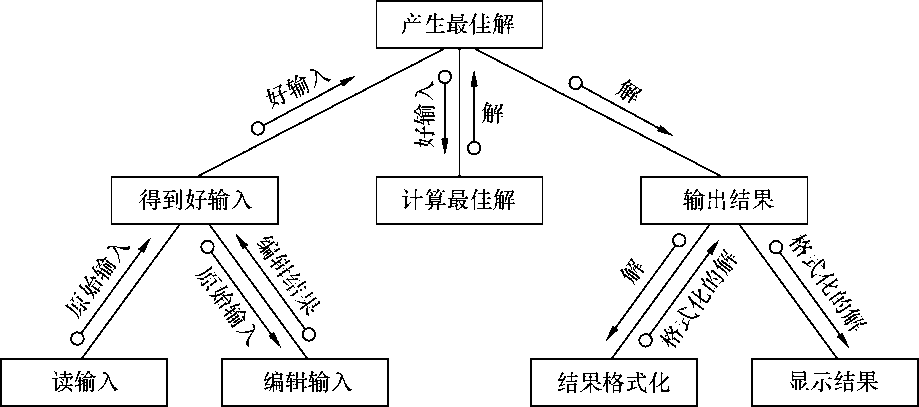 产生最佳解
好输入
好输入
解
解
得到好输入
计算最佳解
输出结果
原始输入
原始输入
编辑结果
解
格式化的解
格式化的解
读输入
编辑输入
结果格式化
显示结果